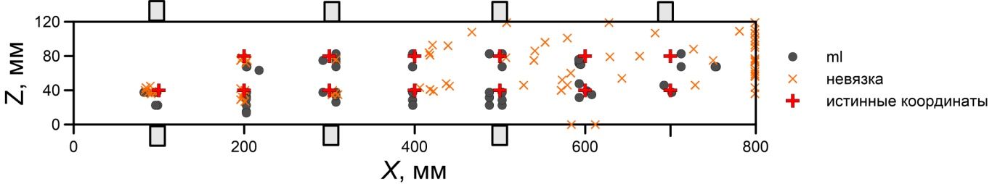 120
80
40
0
Z, мм
0
200
400
600
800
X, мм
ml
невязка
истинные координаты